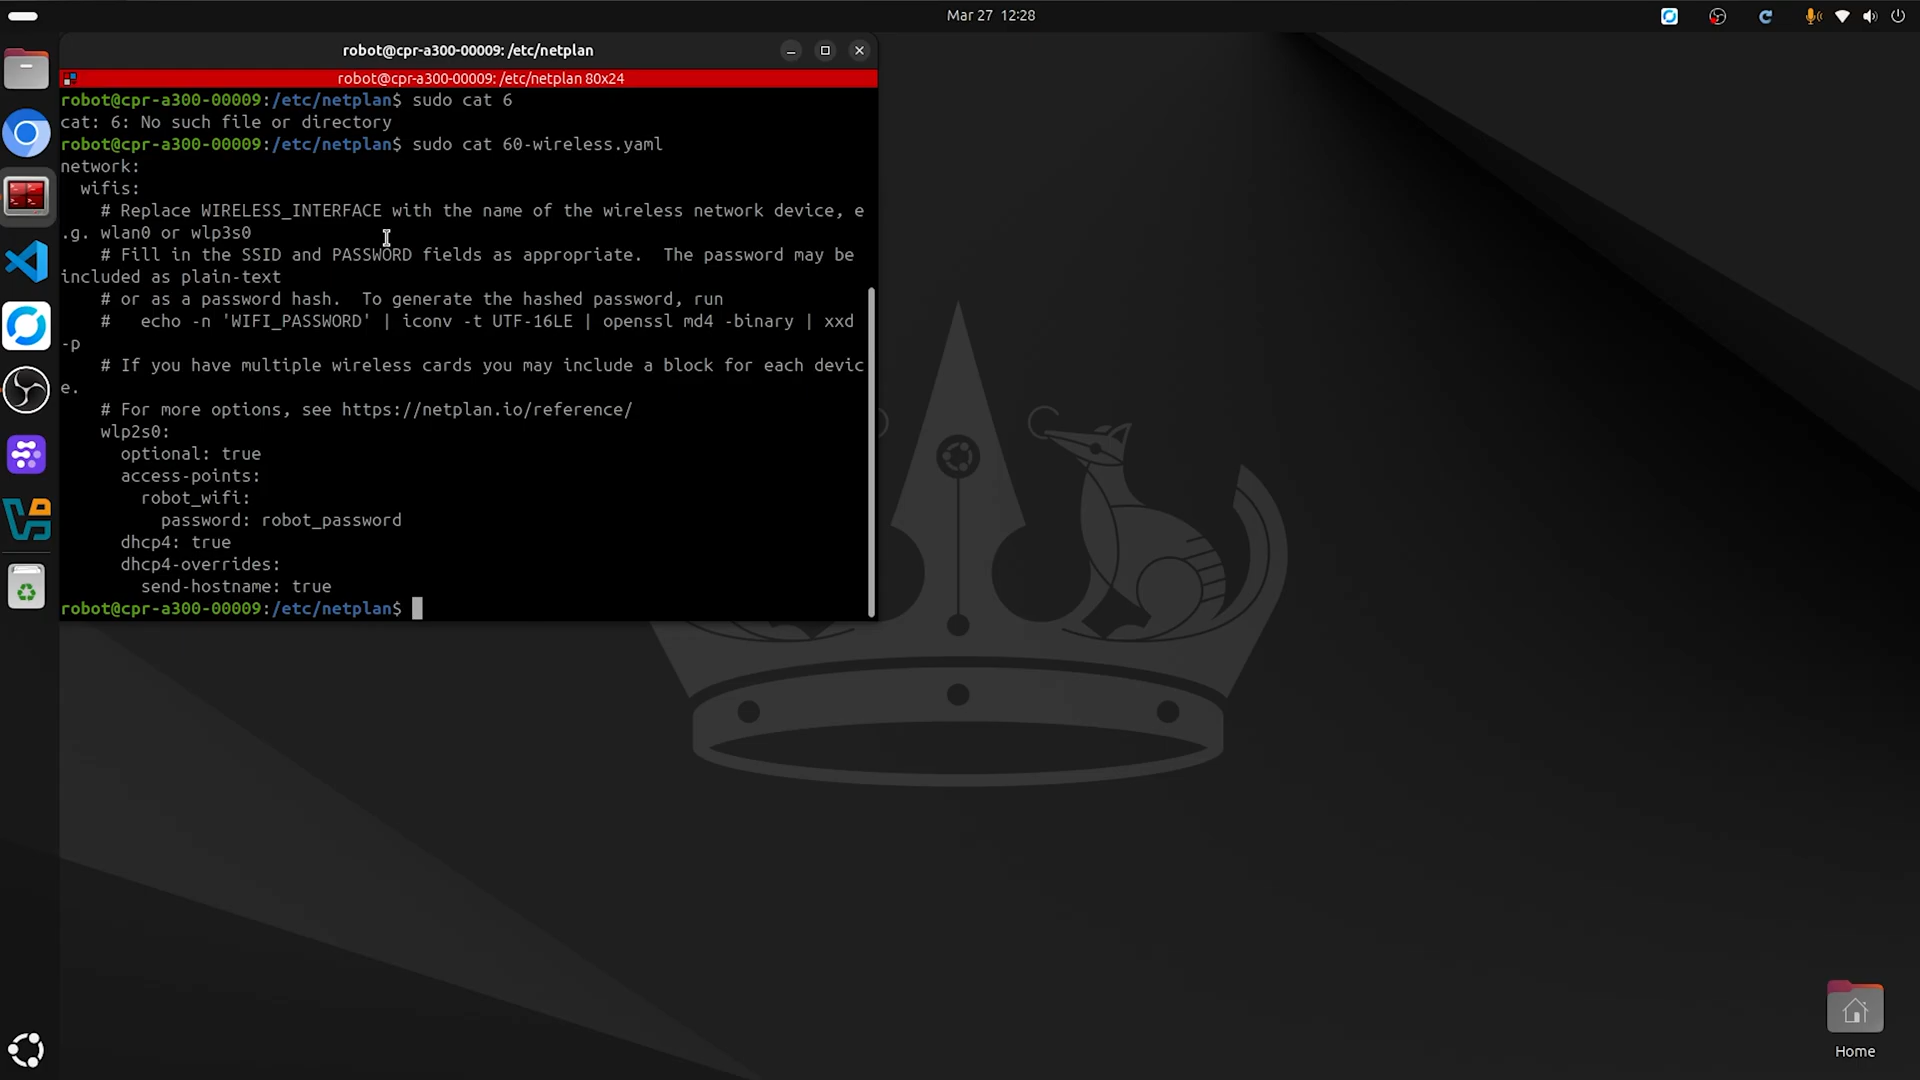 Mar 27 12:28
robot@cpr-a300-00009: /etc/netplan
robot@cpr-a300-00009: /etc/netplan 80x24
robot@cpr-a300-00009:/etc/netplan$ sudo cat 6
cat: 6: No such file or directory
robot@cpr-a300-00009:/etc/netplan$ sudo cat 60-wireless.yaml
network:
  wifis:
    # Replace WIRELESS_INTERFACE with the name of the wireless network device, e
.g. wlan0 or wlp3s0
    # Fill in the SSID and PASSWORD fields as appropriate.  The password may be
included as plain-text
    # or as a password hash.  To generate the hashed password, run
    #   echo -n 'WIFI_PASSWORD' | iconv -t UTF-16LE | openssl md4 -binary | xxd
-p
    # If you have multiple wireless cards you may include a block for each devic
e.
    # For more options, see https://netplan.io/reference/
    wlp2s0:
      optional: true
      access-points:
        robot_wifi:
          password: robot_password
      dhcp4: true
      dhcp4-overrides:
        send-hostname: true
robot@cpr-a300-00009:/etc/netplan$
Home